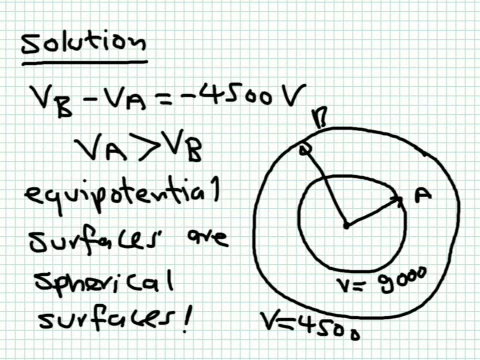 Solution
VB - VA = -4500 V
VA > VB
equipotential
surfaces are
spherical
surfaces!
B
A
V= 9000
V=4500